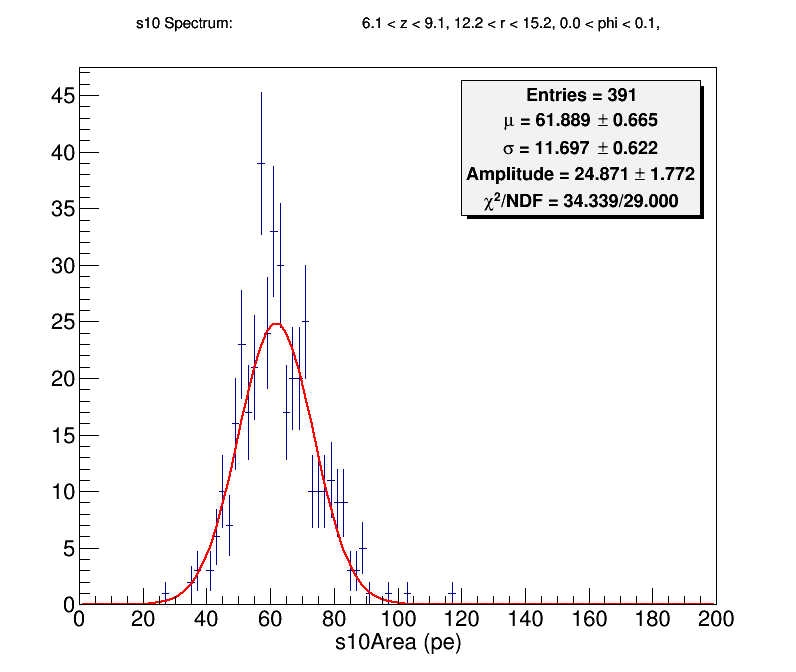 s10 Spectrum: 6.1 < z < 9.1, 12.2 < r < 15.2, 0.0 < phi < 0.1,
Entries = 391
μ = 61.889 ± 0.665
σ = 11.697 ± 0.622
Amplitude = 24.871 ± 1.772
χ²/NDF = 34.339/29.000
45
40
35
30
25
20
15
10
5
0
0 20 40 60 80 100 120 140 160 180 200
s10Area (pe)